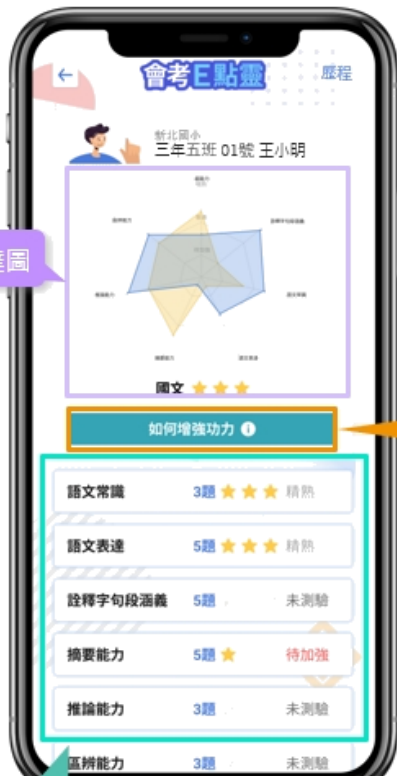 會考E點靈
歷程
新北國小
三年五班 01號 王小明
達圖
國文
如何增強功力
語文常識 3題 精熟
語文表達 5題 精熟
詮釋字句段涵義 5題 未測驗
摘要能力 5題 待加強
推論能力 3題 未測驗
區辨能力 3題 未測驗